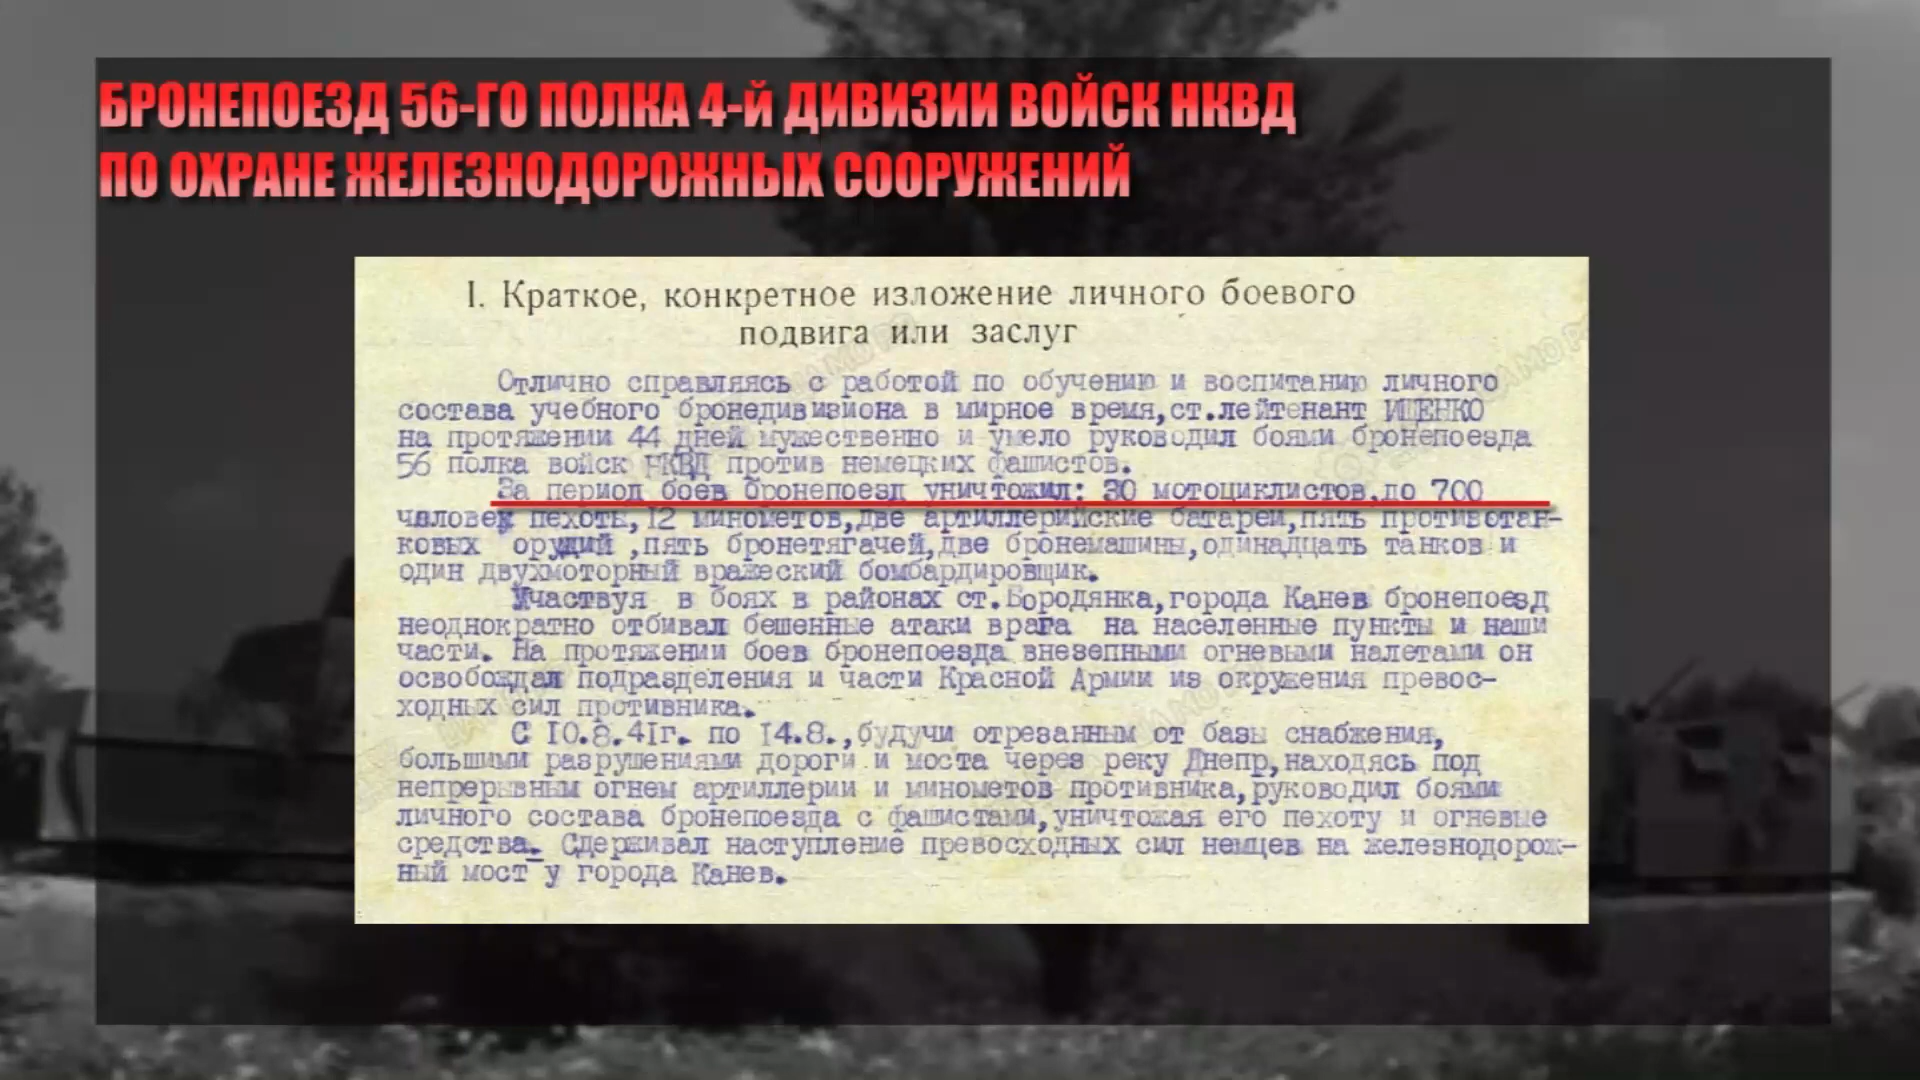 БРОНЕПОЕЗД 56-ГО ПОЛКА 4-й ДИВИЗИИ ВОЙСК НКВД
ПО ОХРАНЕ ЖЕЛЕЗНОДОРОЖНЫХ СООРУЖЕНИЙ
I. Краткое, конкретное изложение личного боевого
подвига или заслуг
Отлично справляясь с работой по обучению и воспитанию личного
состава учебного бронедивизиона в мирное время,ст.лейтенант ИЩЕНКО
на протяжении 44 дней мужественно и умело руководил боями бронепоезда
56 полка войск НКВД против немецких фашистов.
За период боев бронепоезд уничтожил: 30 мотоциклистов,до 700
человек пехоты,12 минометов,две артиллерийские батареи,пять противотан-
ковых орудий ,пять бронетягачей,две бронемашины,одинадцать танков и
один двухмоторный вражеский бомбардировщик.
Участвуя в боях в районах ст.Бородянка,города Канев бронепоезд
неоднократно отбивал бешенные атаки врага на населенные пункты и наши
части. На протяжении боев бронепоезда внезепными огневыми налетами он
освобождал подразделения и части Красной Армии из окружения превос-
ходных сил противника.
С 10.8.41г. по 14.8.,будучи отрезанным от базы снабжения,
большими разрушениями дороги и моста через реку Днепр,находясь под
непрерывным огнем артиллерии и минометов противника,руководил боями
личного состава бронепоезда с фашистами,уничтожая его пехоту и огневые
средства. Сдерживал наступление превосходных сил немцев на железнодорож-
ный мост у города Канев.